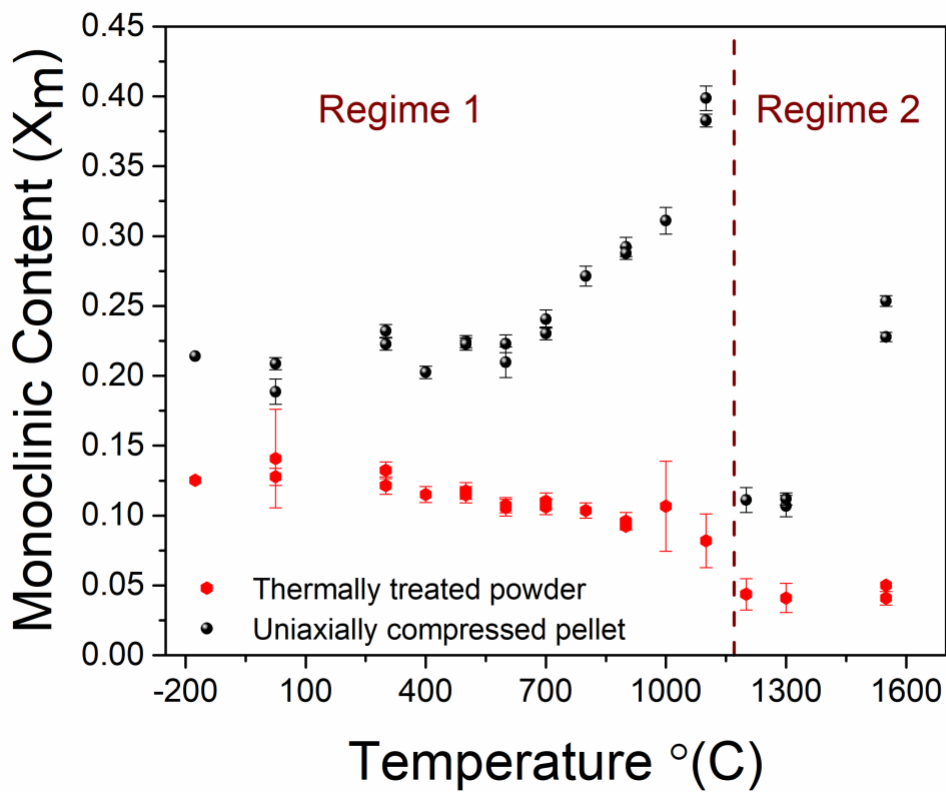 0.45
0.40
0.35
0.30
0.25
0.20
0.15
0.10
0.05
0.00
Monoclinic Content (Xm)
Regime 1
Regime 2
Thermally treated powder
Uniaxially compressed pellet
-200 100 400 700 1000 1300 1600
Temperature °(C)